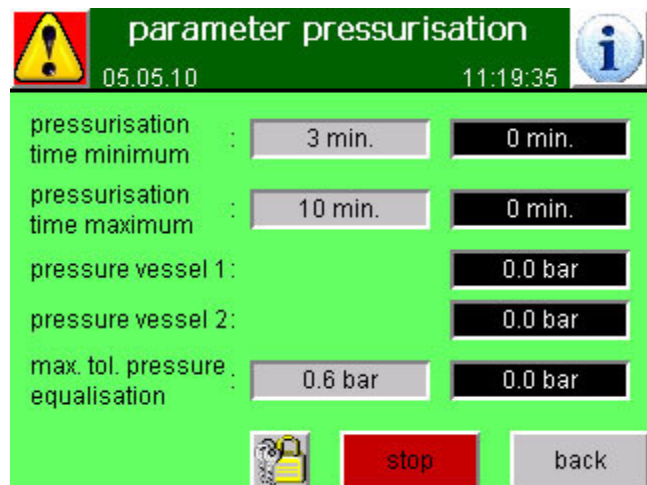 parameter pressurisation
05.05.10 11:19:35
pressurisation
time minimum : 3 min. 0 min.
pressurisation
time maximum : 10 min. 0 min.
pressure vessel 1: 0.0 bar
pressure vessel 2: 0.0 bar
max. tol. pressure
equalisation : 0.6 bar 0.0 bar
stop back